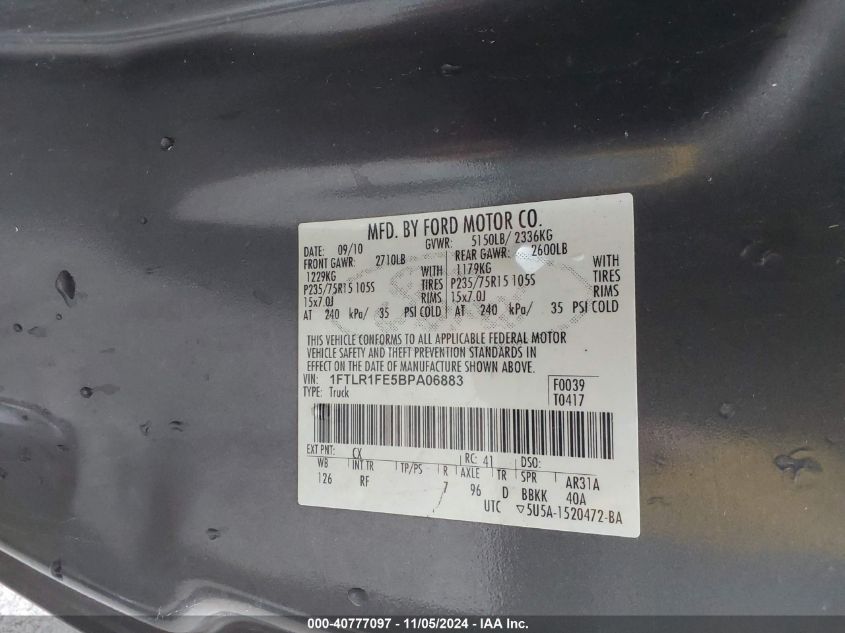 MFD. BY FORD MOTOR CO.
DATE: 09/10 GVWR: 5150LB/ 2336KG
FRONT GAWR: 2710LB REAR GAWR: 2600LB
1229KG WITH 1179KG WITH
P235/75R15 105S TIRES P235/75R15 105S TIRES
15x7.0J RIMS 15x7.0J RIMS
AT 240 kPa/ 35 PSI COLD AT 240 kPa/ 35 PSI COLD
THIS VEHICLE CONFORMS TO ALL APPLICABLE FEDERAL MOTOR
VEHICLE SAFETY AND THEFT PREVENTION STANDARDS IN
EFFECT ON THE DATE OF MANUFACTURE SHOWN ABOVE.
VIN: 1FTLR1FE5BPA06883 F0039
TYPE: Truck T0417
EXT PNT: CX RC: 41 DSO:
WB INT TR TP/PS R AXLE TR SPR AR31A
126 RF 7 96 D BBKK 40A
UTC ▽5U5A-1520472-BA
000-40777097 - 11/05/2024 - IAA Inc.